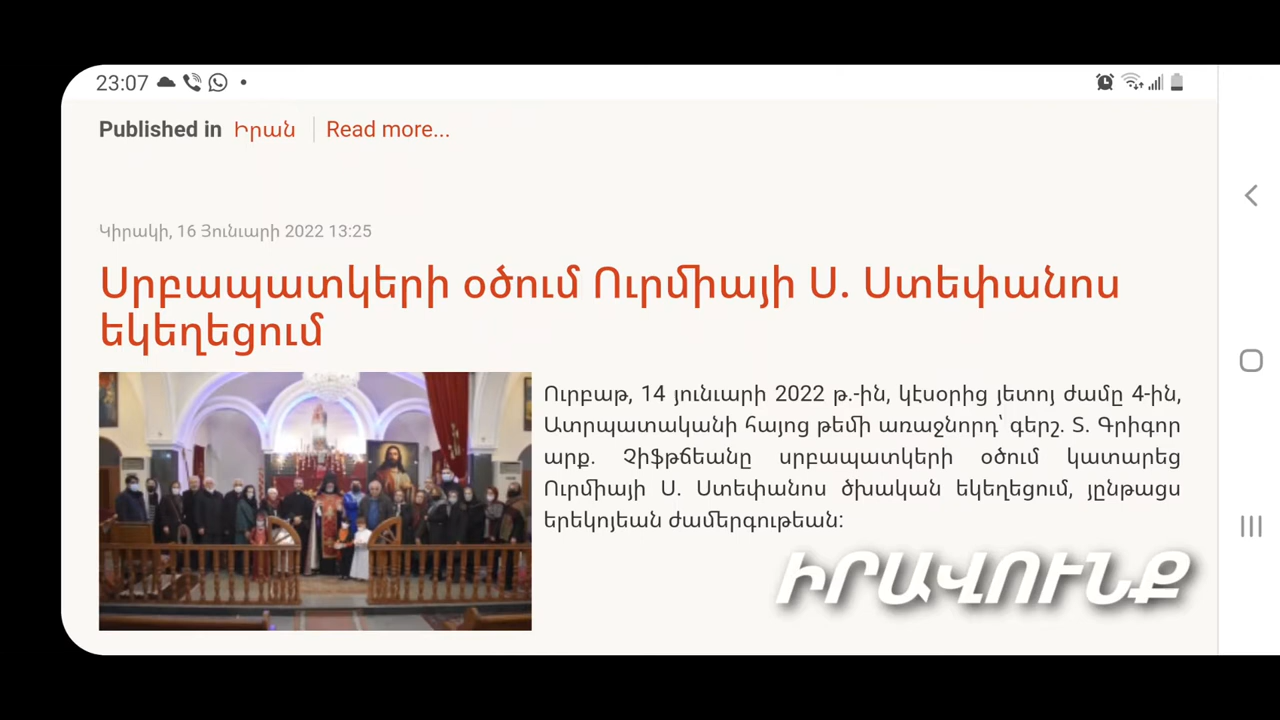 23:07
Published in Իրան Read more...
Կիրակի, 16 Յունւարի 2022 13:25
Սրբապատկերի օծում Ուրմիայի Ս. Ստեփանոս
եկեղեցում
Ուրբաթ, 14 յունւարի 2022 թ.-ին, կէսօրից յետոյ ժամը 4-ին,
Ատրպատականի հայոց թեմի առաջնորդ՝ գերշ. Տ. Գրիգոր
արք. Չիֆթճեանը սրբապատկերի օծում կատարեց
Ուրմիայի Ս. Ստեփանոս ծխական եկեղեցում, յընթացս
երեկոյեան ժամերգութեան:
ԻՐԱՎՈՒՆՔ